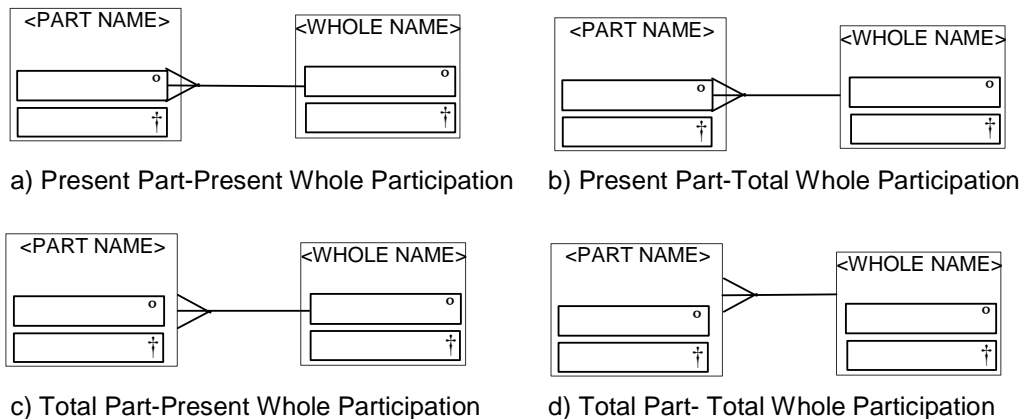 <PART NAME>
<WHOLE NAME>
o
o
†
†
a) Present Part-Present Whole Participation
<PART NAME>
<WHOLE NAME>
o
o
†
†
b) Present Part-Total Whole Participation
<PART NAME>
<WHOLE NAME>
o
o
†
†
c) Total Part-Present Whole Participation
<PART NAME>
<WHOLE NAME>
o
o
†
†
d) Total Part- Total Whole Participation